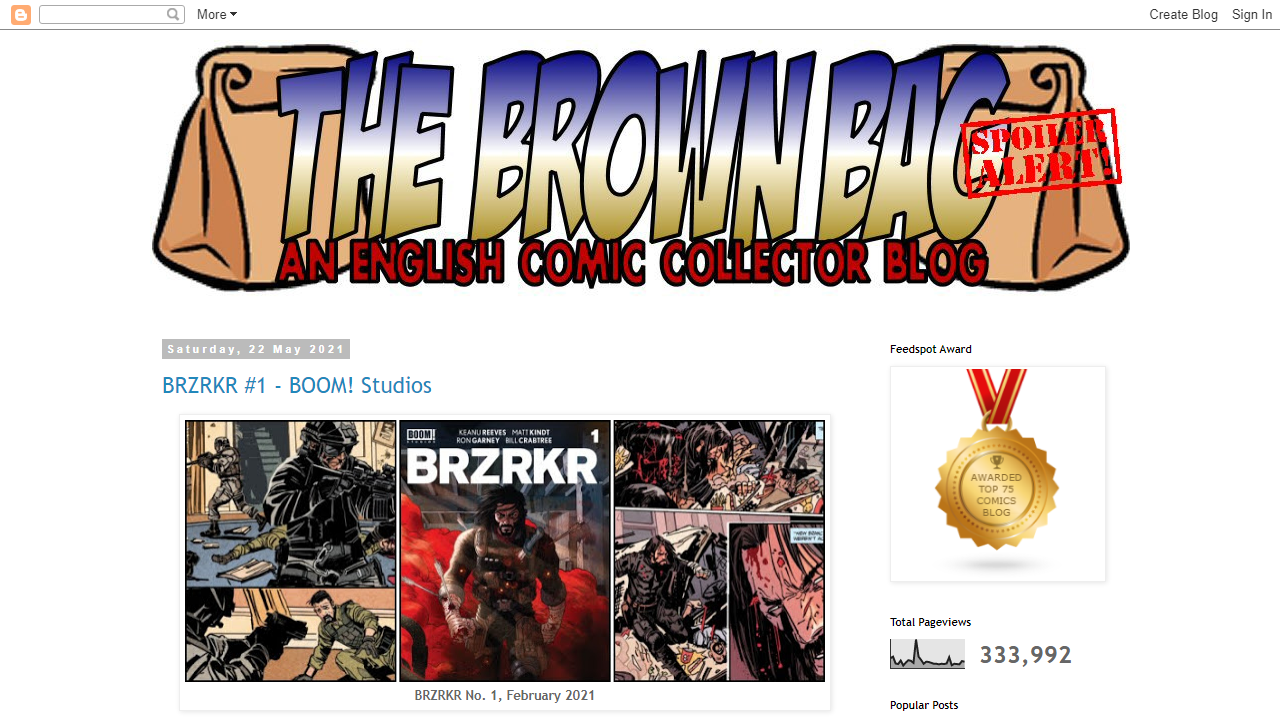 More
Create Blog
Sign In
THE BROWN BAG
SPOILER
ALERT!
AN ENGLISH COMIC COLLECTOR BLOG
Saturday, 22 May 2021
BRZRKR #1 - BOOM! Studios
BOOM!
STUDIOS
KEANU REEVES MATT KINDT
RON GARNEY BILL CRABTREE
1
BRZRKR
BRZRKR No. 1, February 2021
Feedspot Award
AWARDED
TOP 75
COMICS
BLOG
Total Pageviews
333,992
Popular Posts